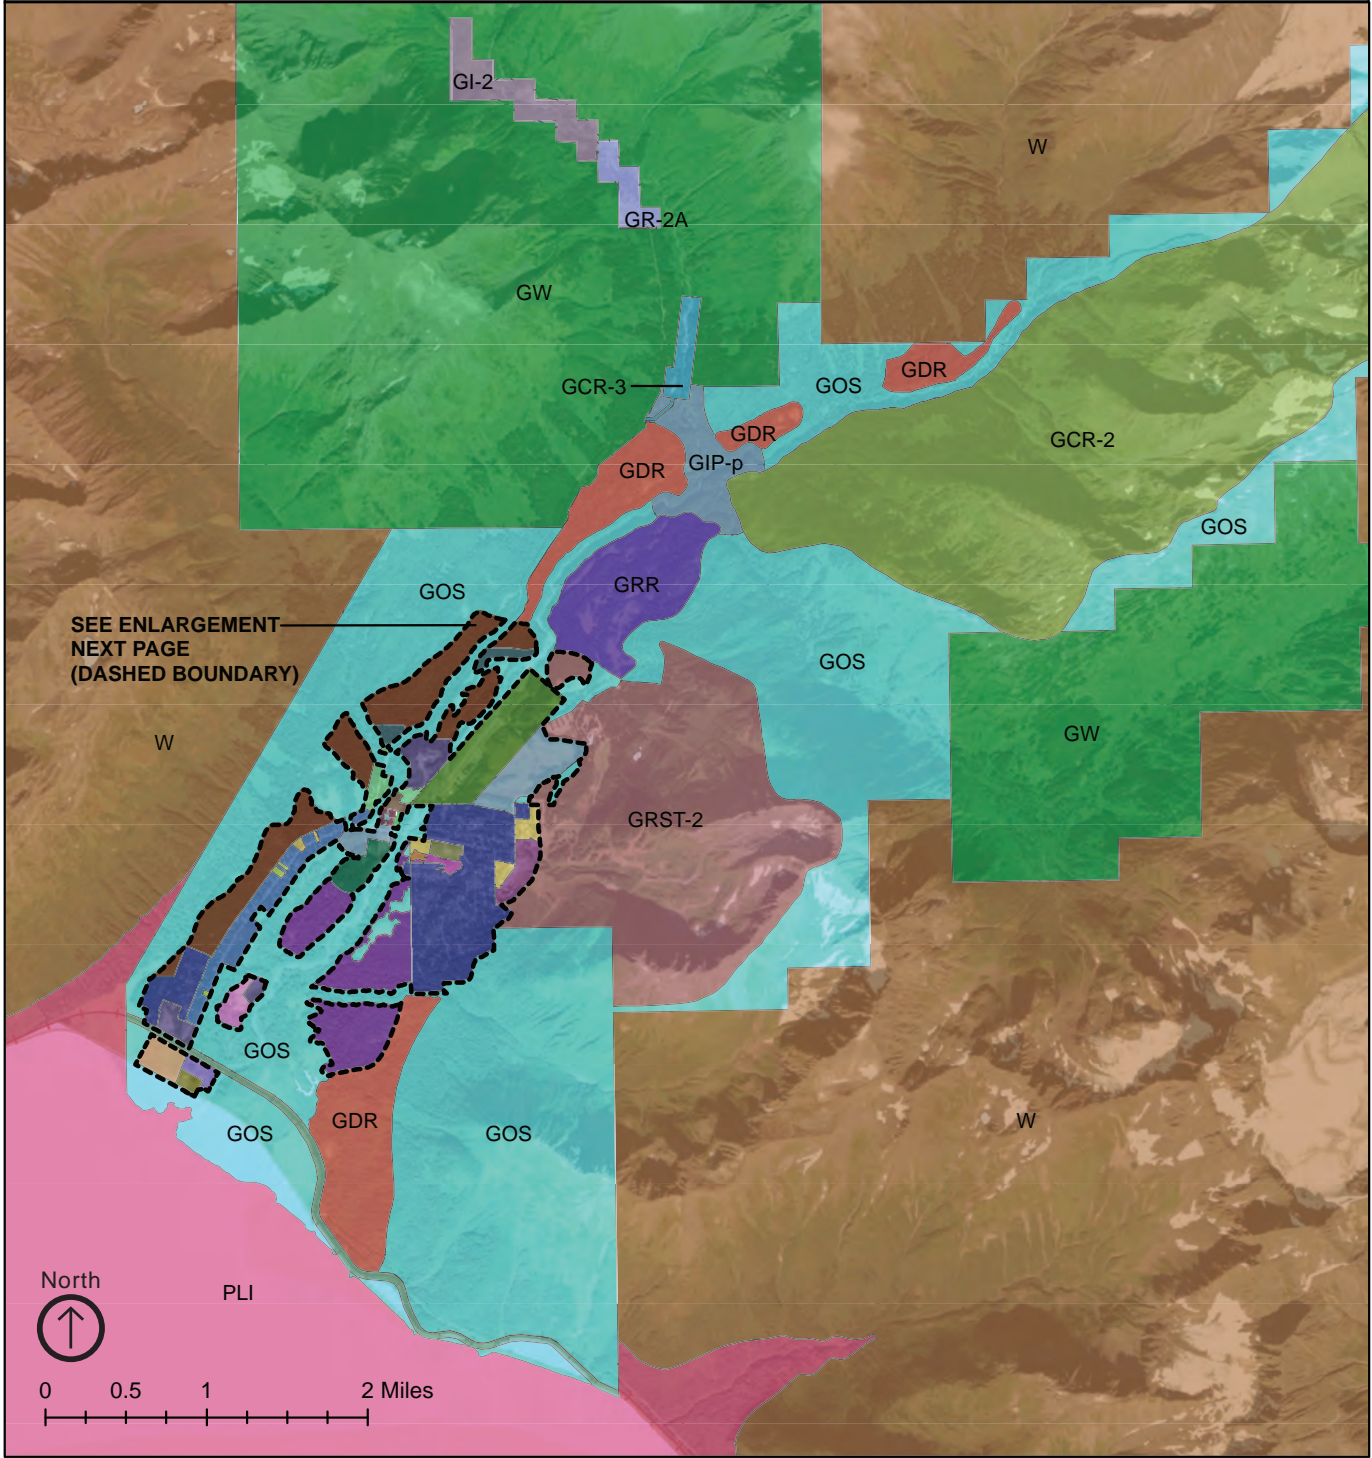 GI-2
W
GR-2A
GW
GCR-3
GOS
GDR
GDR
GCR-2
GDR
GIP-p
GOS
GOS
GRR
SEE ENLARGEMENT
NEXT PAGE
(DASHED BOUNDARY)
GOS
W
GW
GRST-2
GOS
GOS
GDR
GOS
W
North
PLI
0 0.5 1 2 Miles